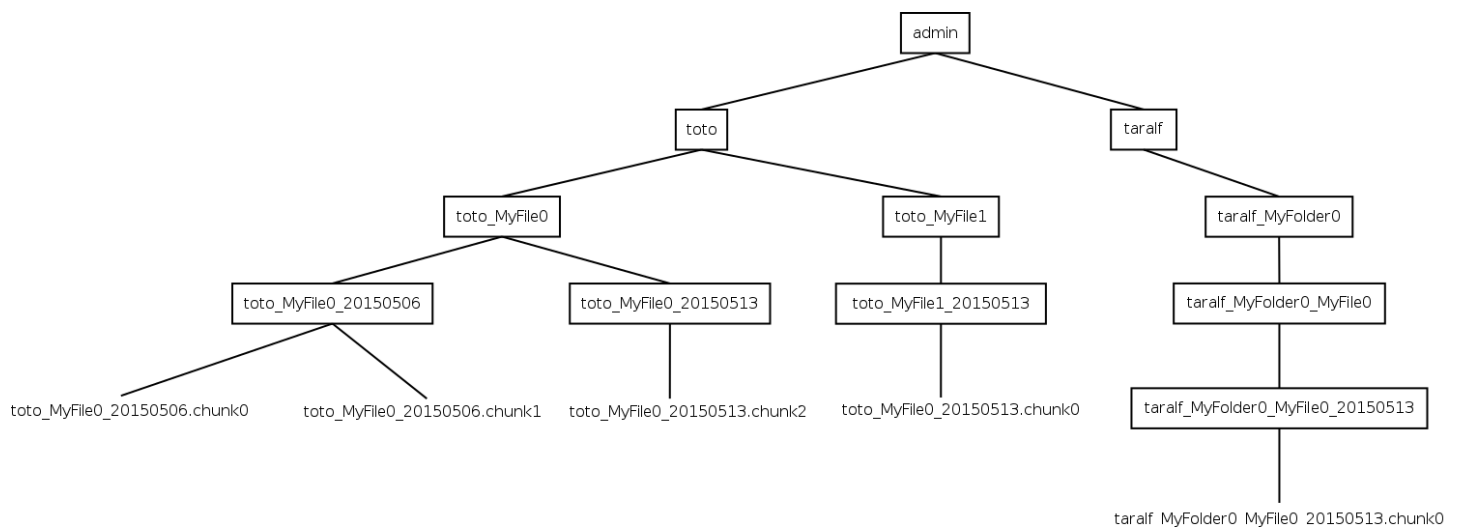 admin
toto
taralf
toto_MyFile0
toto_MyFile1
taralf_MyFolder0
toto_MyFile0_20150506
toto_MyFile0_20150513
toto_MyFile1_20150513
taralf_MyFolder0_MyFile0
toto_MyFile0_20150506.chunk0
toto_MyFile0_20150506.chunk1
toto_MyFile0_20150513.chunk2
toto_MyFile0_20150513.chunk0
taralf_MyFolder0_MyFile0_20150513
taralf_MyFolder0_MyFile0_20150513.chunk0